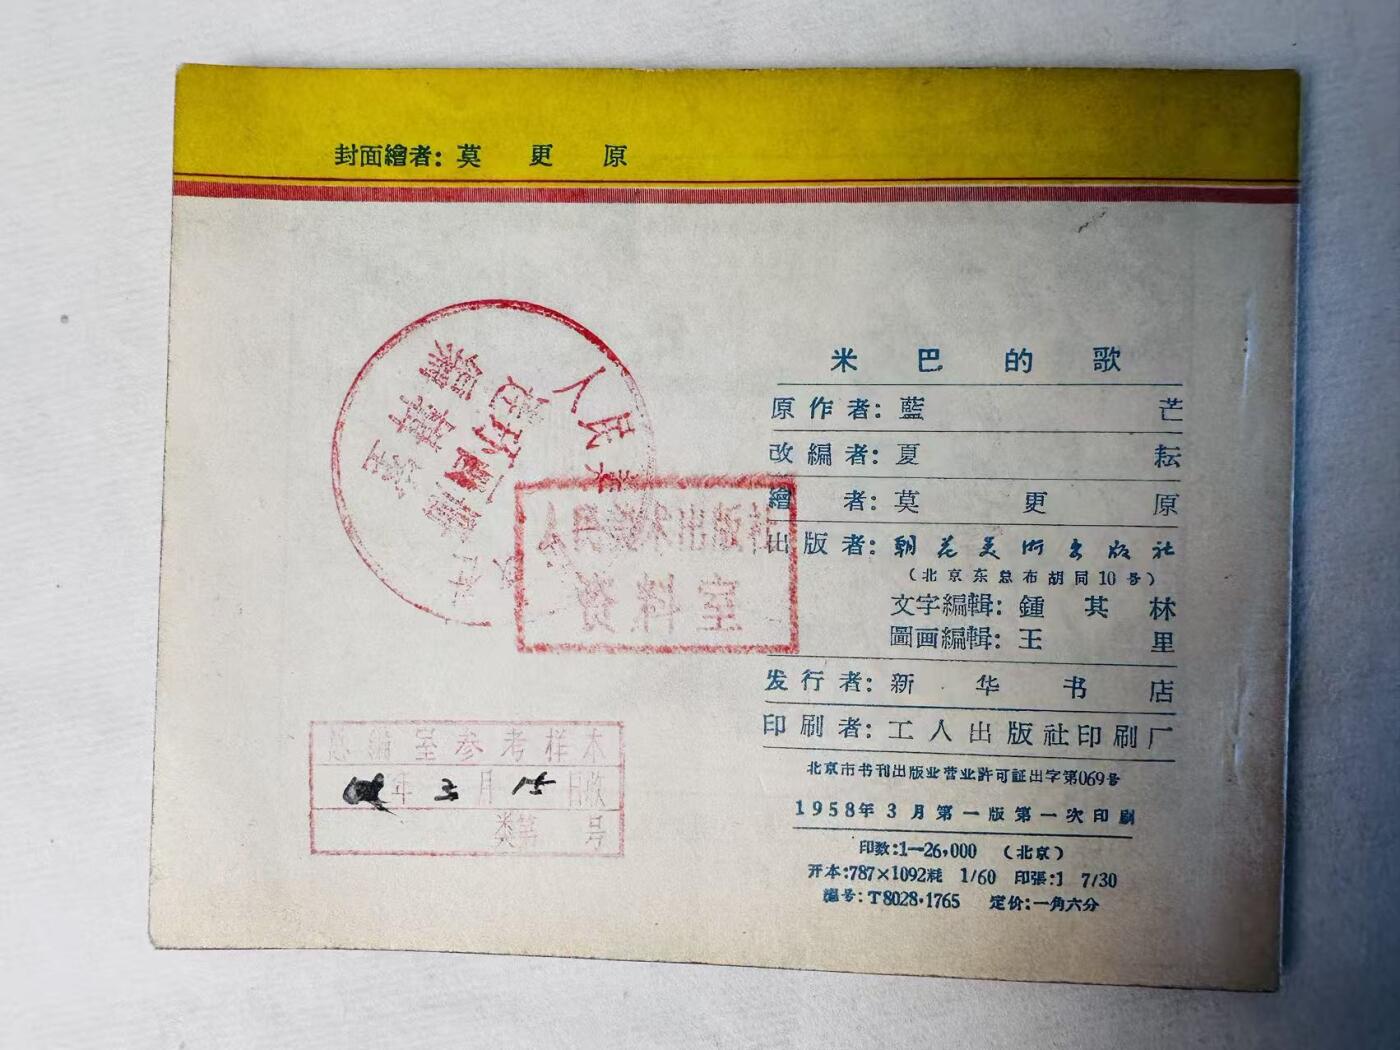 封面繪者：莫更原
米巴的歌
原作者：藍芒
改編者：夏耘
繪者：莫更原
出版者：朝花美術出版社
（北京东总布胡同10号）
文字編輯：鍾其林
圖画編輯：王里
发行者：新华书店
印刷者：工人出版社印刷厂
北京市书刊出版业营业許可証出字第069号
1958年3月第一版第一次印刷
印数：1—26,000 （北京）
开本：787×1092耗 1/60 印張：1 7/30
編号：T8028·1765 定价：一角六分
人民美術出版社
資料室
总編室参考样本
年3月15日收
类第 号